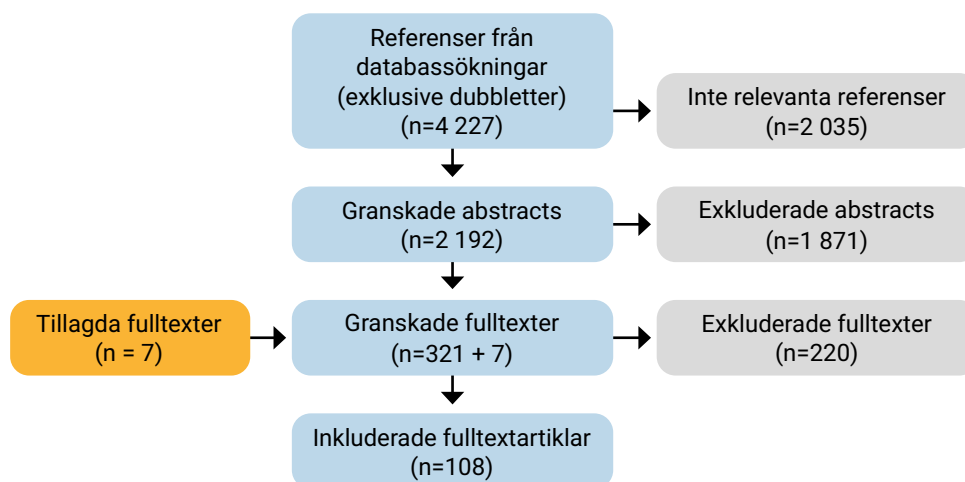 Referenser från
databassökningar
(exklusive dubbletter)
(n=4 227)
Inte relevanta referenser
(n=2 035)
Granskade abstracts
(n=2 192)
Exkluderade abstracts
(n=1 871)
Tillagda fulltexter
(n = 7)
Granskade fulltexter
(n=321 + 7)
Exkluderade fulltexter
(n=220)
Inkluderade fulltextartiklar
(n=108)